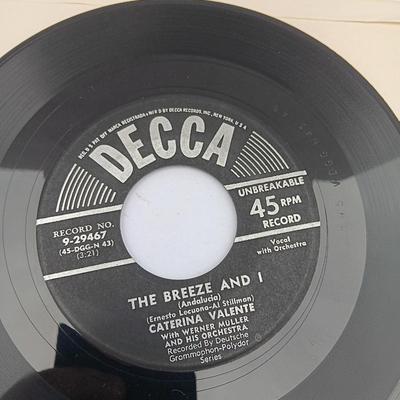 REG. U.S. PAT. OFF. MARCA REGISTRADA • MFR'D BY DECCA RECORDS, INC., NEW YORK, U.S.A.
DECCA
UNBREAKABLE
45 RPM
RECORD
RECORD NO.
9-29467
(45-DGG-N 43)
(3:21)
Vocal
with Orchestra
THE BREEZE AND I
(Andalucia)
(Ernesto Lecuona-Al Stillman)
CATERINA VALENTE
With WERNER MULLER
AND HIS ORCHESTRA
Recorded By Deutsche
Grammophon-Polydor
Series